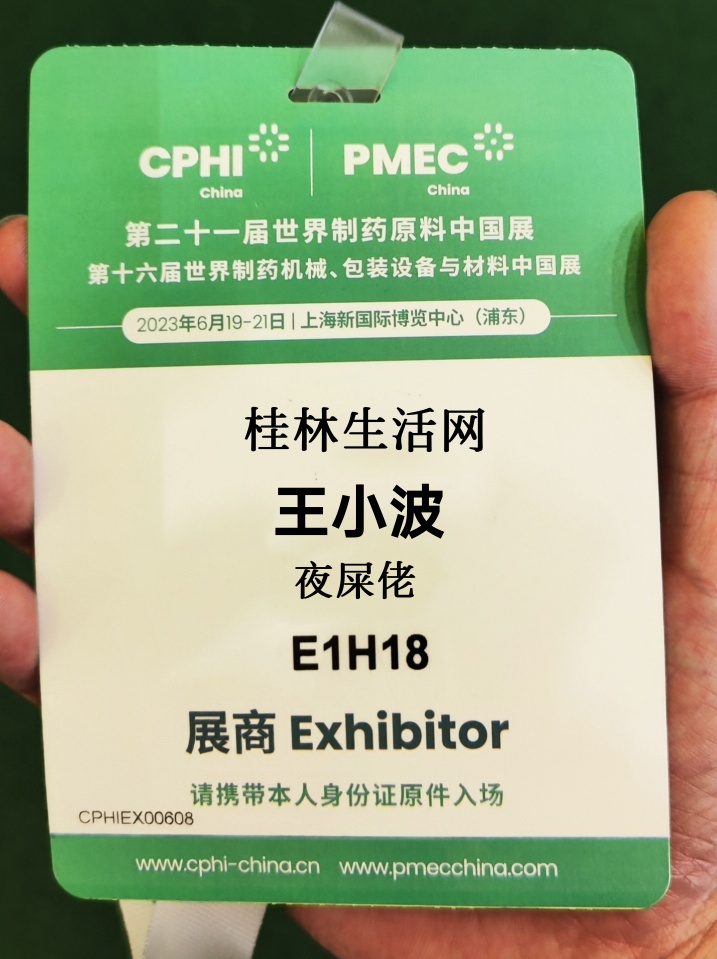 CPHI China | PMEC China
第二十一届世界制药原料中国展
第十六届世界制药机械、包装设备与材料中国展
2023年6月19-21日 | 上海新国际博览中心（浦东）
桂林生活网
王小波
夜屎佬
E1H18
展商 Exhibitor
请携带本人身份证原件入场
CPHIEX00608
www.cphi-china.cn www.pmecchina.com